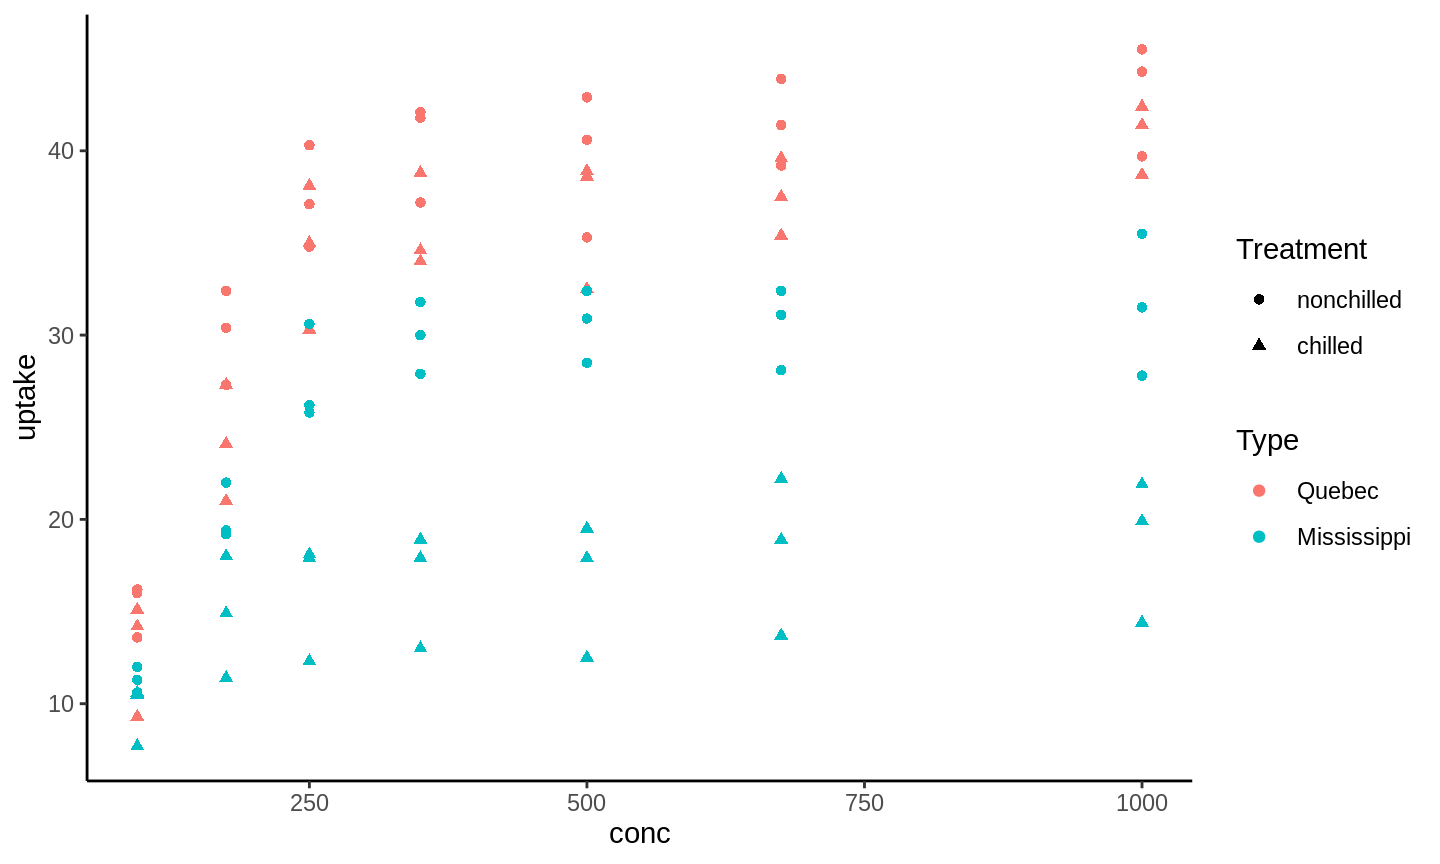 40
30
20
10
uptake
250
500
750
1000
conc
Treatment
nonchilled
chilled
Type
Quebec
Mississippi